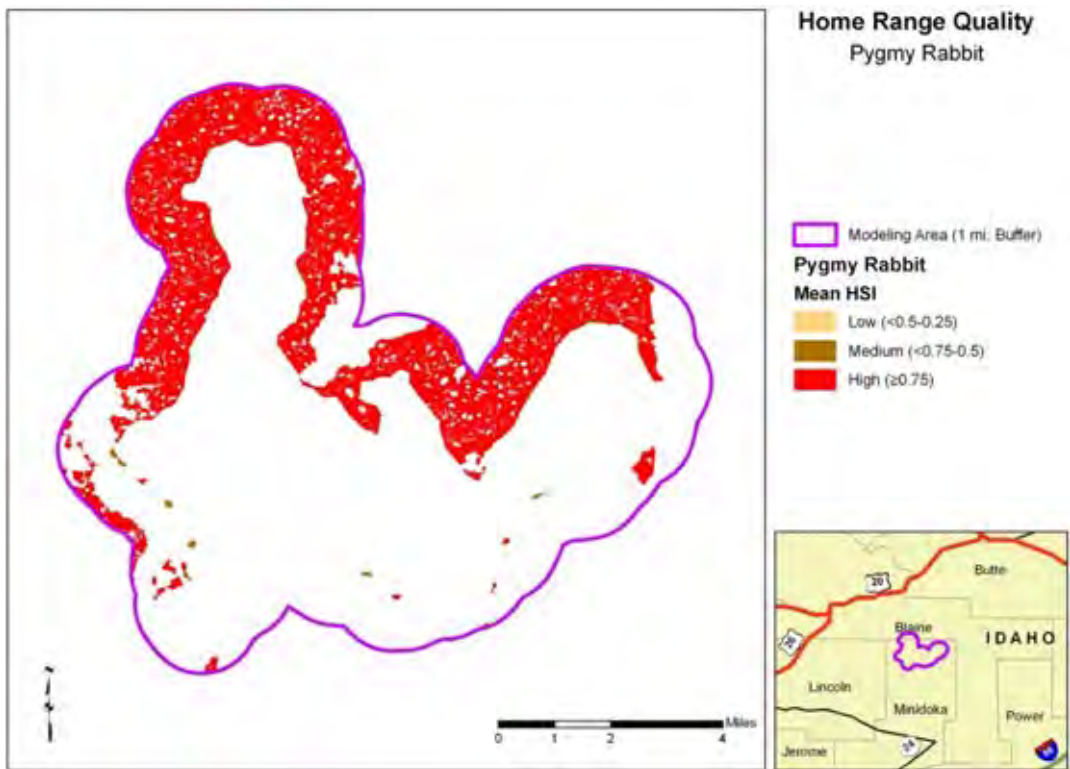 Home Range Quality
Pygmy Rabbit
Modeling Area (1 mi. Buffer)
Pygmy Rabbit
Mean HSI
Low (<0.5-0.25)
Medium (<0.75-0.5)
High (≥0.75)
Miles
0 1 2 4
Butte
20
Blaine
26
IDAHO
Lincoln
Minidoka
Power
24
Jerome